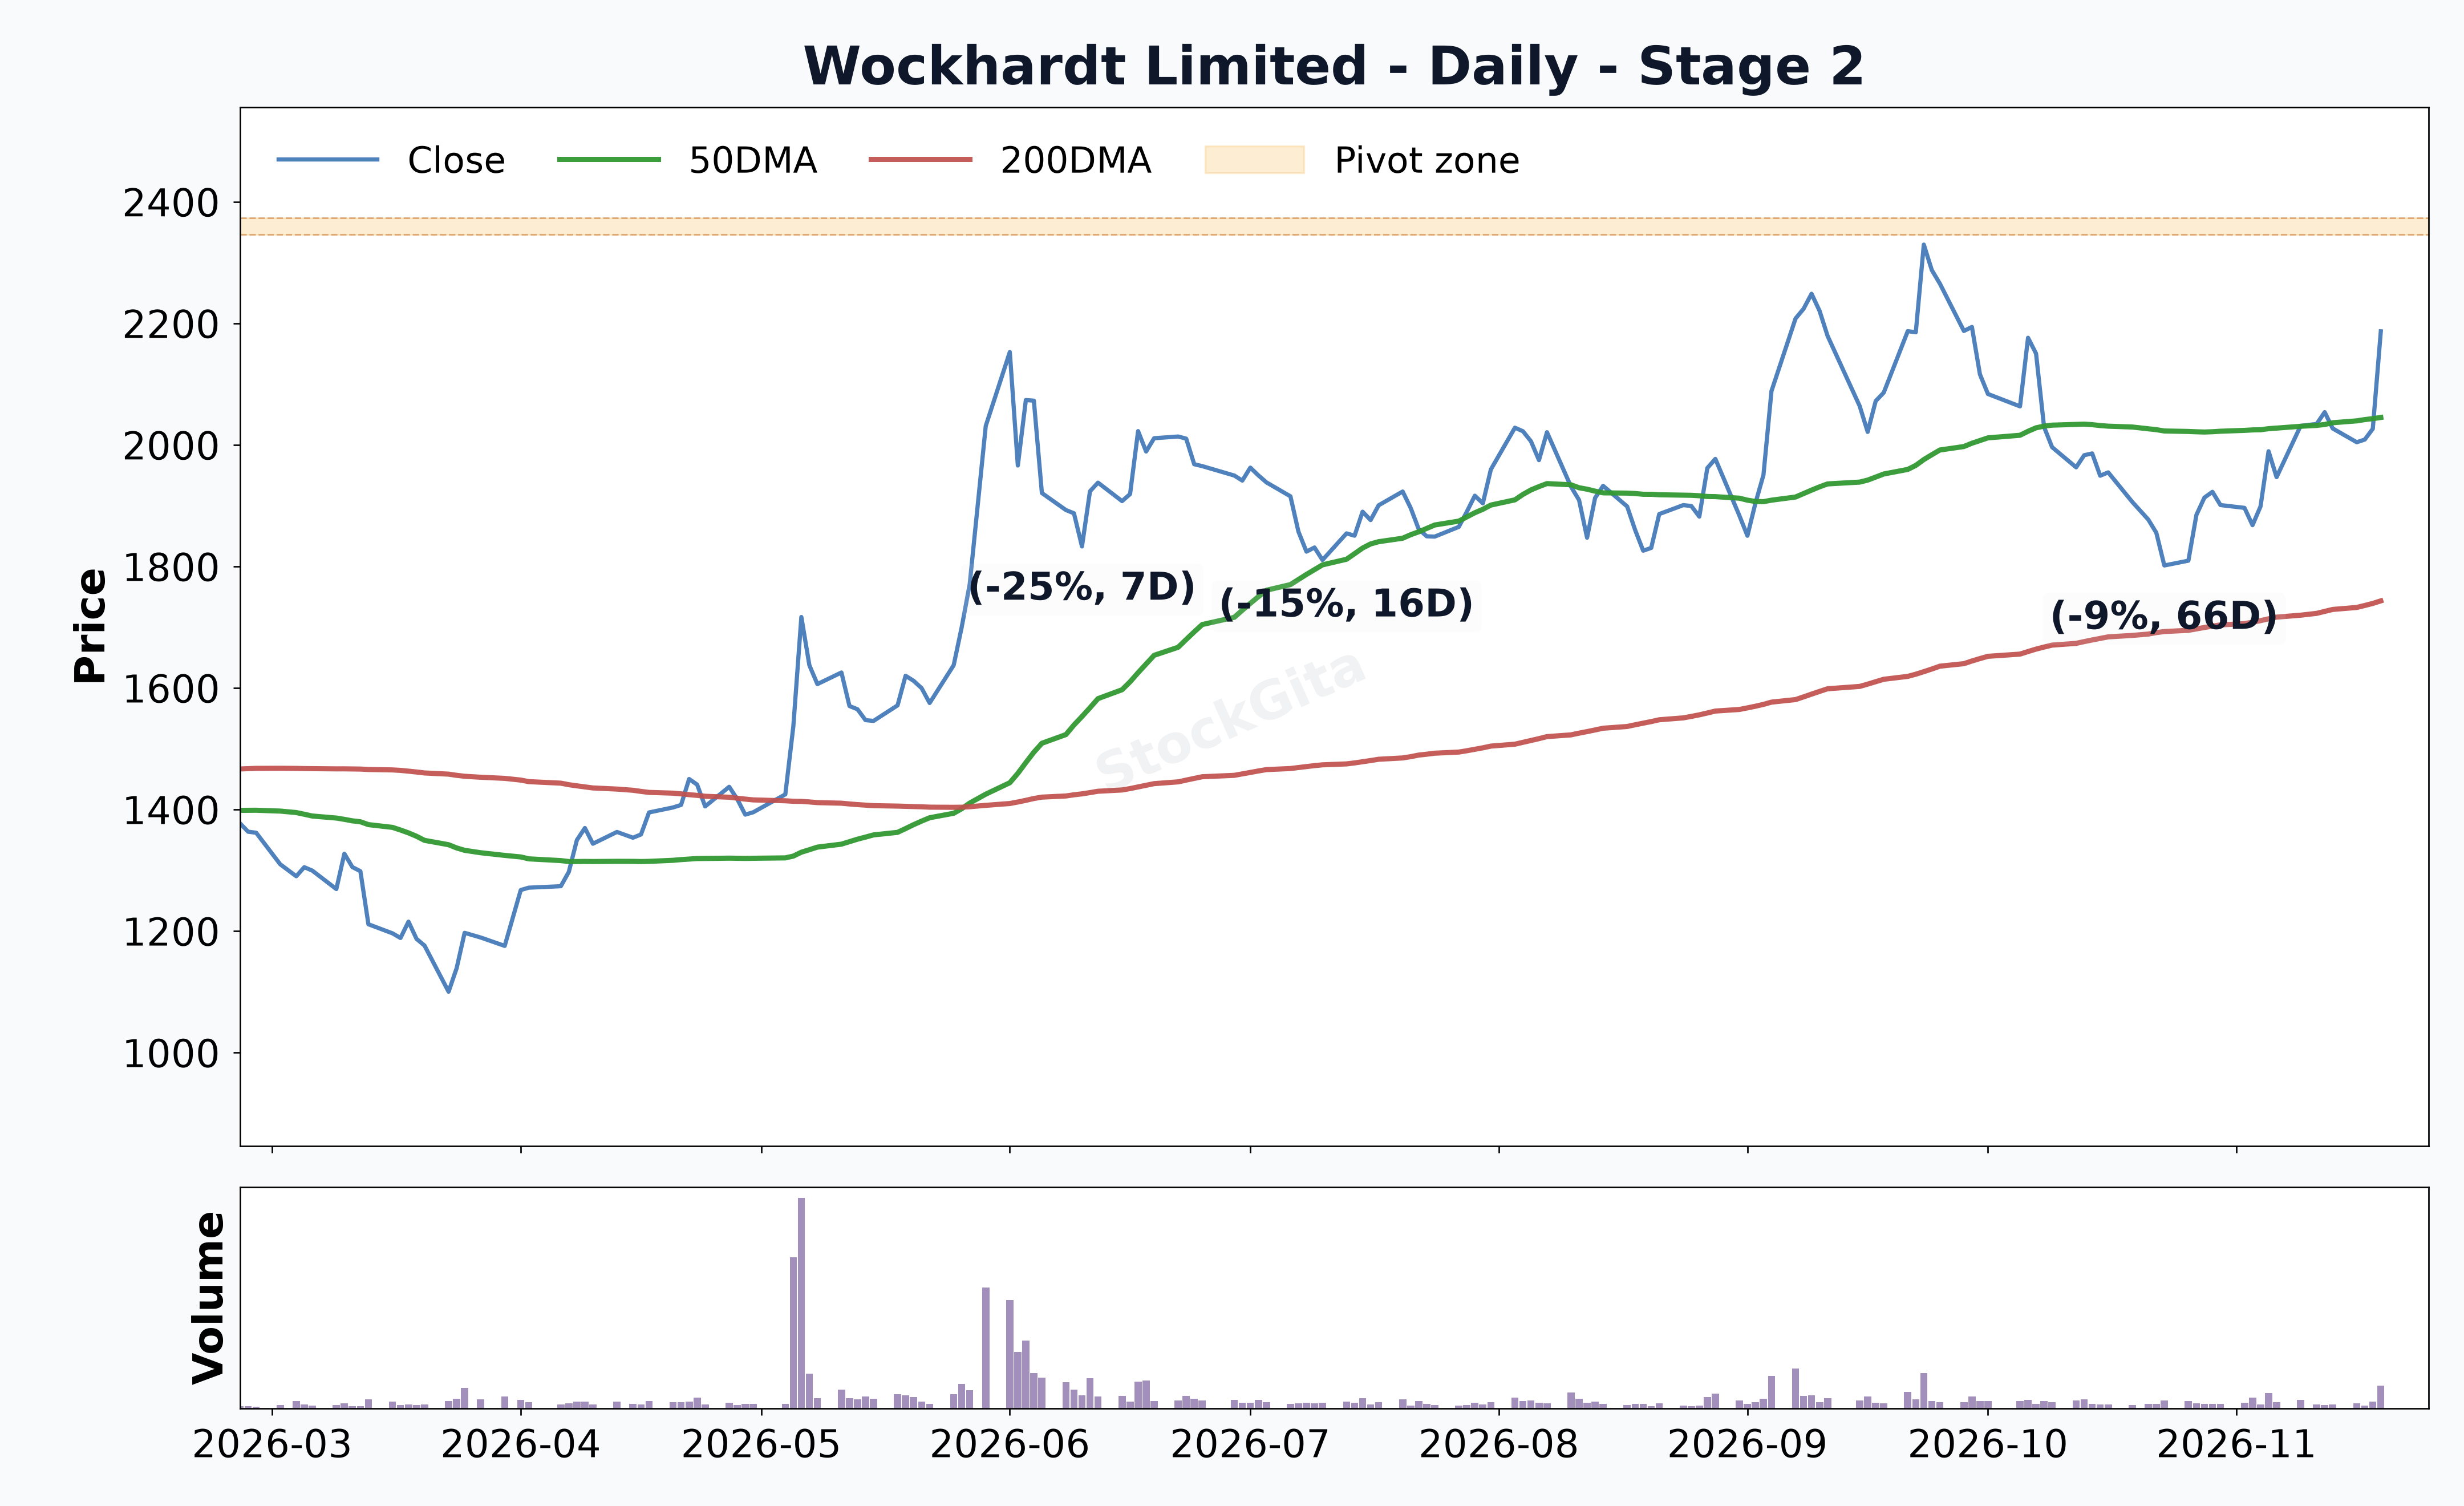 Wockhardt Limited - Daily - Stage 2
Close 50DMA 200DMA Pivot zone
2400
2200
2000
1800
1600
1400
1200
1000
Price
(-25%, 7D)
(-15%, 16D)
(-9%, 66D)
StockGita
Volume
2026-03 2026-04 2026-05 2026-06 2026-07 2026-08 2026-09 2026-10 2026-11